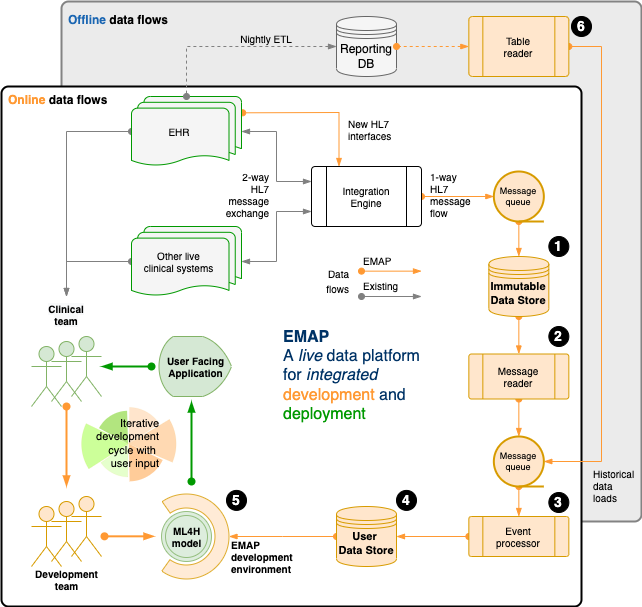 Offline data flows
6
Nightly ETL
Reporting
DB
Table
reader
Online data flows
EHR
New HL7
interfaces
2-way
HL7
message
exchange
Integration
Engine
1-way
HL7
message
flow
Message
queue
1
Other live
clinical systems
EMAP
Data
flows
Existing
Immutable
Data Store
Clinical
team
2
EMAP
A live data platform
for integrated
development and
deployment
User Facing
Application
Message
reader
Iterative
development
cycle with
user input
Message
queue
Historical
data
loads
5
4
3
ML4H
model
User
Data Store
Event
processor
EMAP
development
environment
Development
team